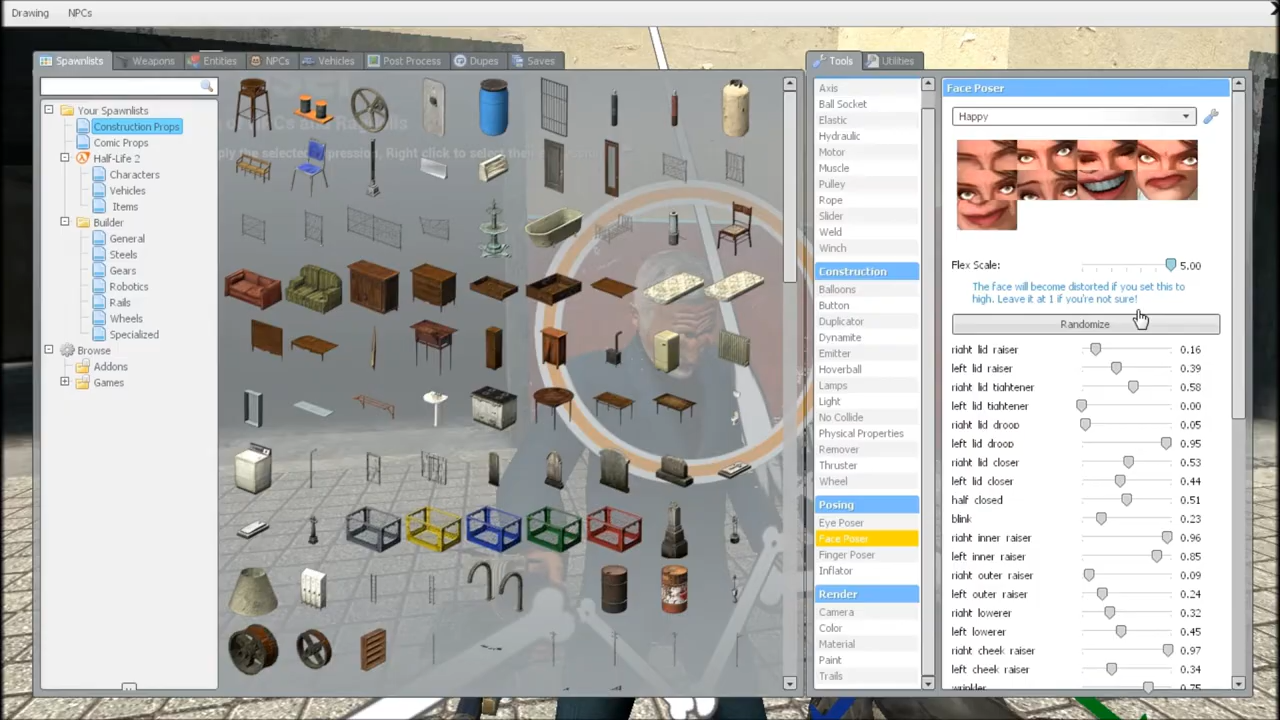 Drawing NPCs
Spawnlists Weapons Entities NPCs Vehicles Post Process Dupes Saves
Tools Utilities
Your Spawnlists
Construction Props
Comic Props
Half-Life 2
Characters
Vehicles
Items
Builder
General
Steels
Gears
Robotics
Rails
Wheels
Specialized
Browse
Addons
Games
Axis
Ball Socket
Elastic
Hydraulic
Motor
Muscle
Pulley
Rope
Slider
Weld
Winch
Construction
Balloons
Button
Duplicator
Dynamite
Emitter
Hoverball
Lamps
Light
No Collide
Physical Properties
Remover
Thruster
Wheel
Posing
Eye Poser
Face Poser
Finger Poser
Inflator
Render
Camera
Color
Material
Paint
Trails
Face Poser
Happy
Flex Scale: 5.00
The face will become distorted if you set this to
high. Leave it at 1 if you're not sure!
Randomize
right lid raiser 0.16
left lid raiser 0.39
right lid tightener 0.58
left lid tightener 0.00
right lid droop 0.05
left lid droop 0.95
right lid closer 0.53
left lid closer 0.44
half closed 0.51
blink 0.23
right inner raiser 0.96
left inner raiser 0.85
right outer raiser 0.09
left outer raiser 0.24
right lowerer 0.32
left lowerer 0.45
right cheek raiser 0.97
left cheek raiser 0.34
wrinkler 0.75